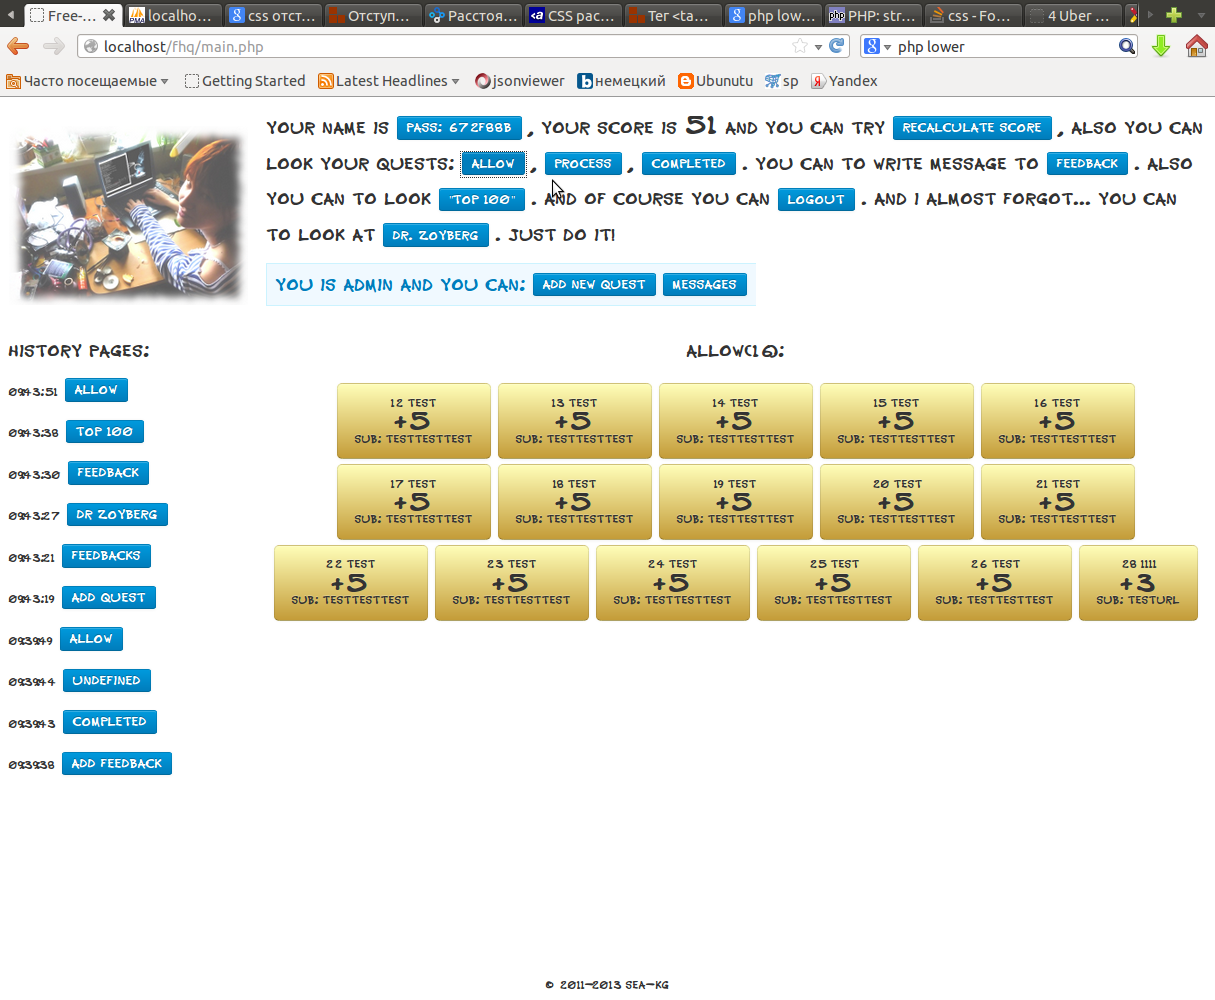 Free-... localho... css отст... Отступ... Расстоя... CSS рас... Ter <ta... php low... PHP: str... css - Fo... 4 Uber ...
localhost/fhq/main.php php lower
Часто посещаемые Getting Started Latest Headlines jsonviewer немецкий Ubunutu sp Yandex
YOUR NAME IS PASS: 672F88B , YOUR SCORE IS 51 AND YOU CAN TRY RECALCULATE SCORE , ALSO YOU CAN
LOOK YOUR QUESTS: ALLOW , PROCESS , COMPLETED . YOU CAN TO WRITE MESSAGE TO FEEDBACK . ALSO
YOU CAN TO LOOK "TOP 100" . AND OF COURSE YOU CAN LOGOUT . AND I ALMOST FORGOT... YOU CAN
TO LOOK AT DR. ZOYBERG . JUST DO IT!
YOU IS ADMIN AND YOU CAN: ADD NEW QUEST MESSAGES
HISTORY PAGES:
09:43:51 ALLOW
09:43:38 TOP 100
09:43:30 FEEDBACK
09:43:27 DR ZOYBERG
09:43:21 FEEDBACKS
09:43:19 ADD QUEST
09:39:49 ALLOW
09:39:44 UNDEFINED
09:39:43 COMPLETED
09:39:38 ADD FEEDBACK
ALLOW(16):
12 TEST 13 TEST 14 TEST 15 TEST 16 TEST
+5 +5 +5 +5 +5
SUB: TESTTESTTEST SUB: TESTTESTTEST SUB: TESTTESTTEST SUB: TESTTESTTEST SUB: TESTTESTTEST
17 TEST 18 TEST 19 TEST 20 TEST 21 TEST
+5 +5 +5 +5 +5
SUB: TESTTESTTEST SUB: TESTTESTTEST SUB: TESTTESTTEST SUB: TESTTESTTEST SUB: TESTTESTTEST
22 TEST 23 TEST 24 TEST 25 TEST 26 TEST 28 1111
+5 +5 +5 +5 +5 +3
SUB: TESTTESTTEST SUB: TESTTESTTEST SUB: TESTTESTTEST SUB: TESTTESTTEST SUB: TESTTESTTEST SUB: TESTURL
© 2011-2013 SEA-KG